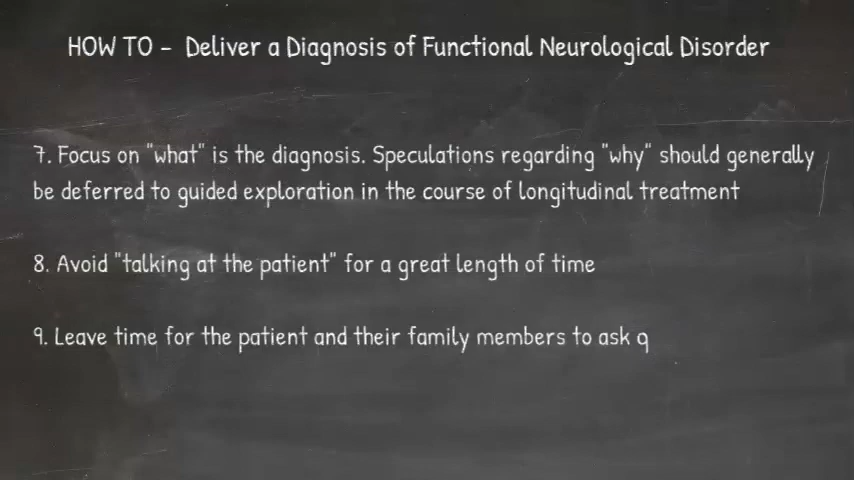 HOW TO - Deliver a Diagnosis of Functional Neurological Disorder
7. Focus on "what" is the diagnosis. Speculations regarding "why" should generally
be deferred to guided exploration in the course of longitudinal treatment
8. Avoid "talking at the patient" for a great length of time
9. Leave time for the patient and their family members to ask q